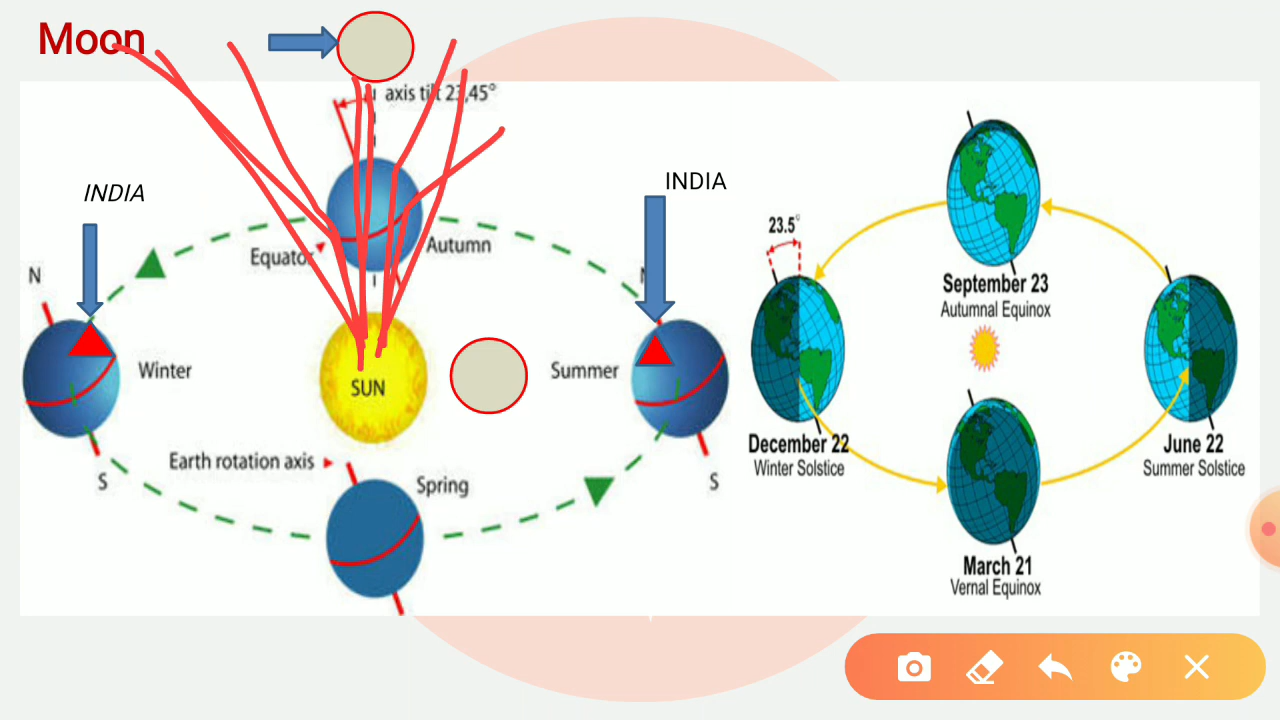 Moon
axis tilt 23,45°
INDIA
INDIA
Equator
Autumn
N
N
Winter
SUN
Summer
Earth rotation axis
S
Spring
S
23.5°
September 23
Autumnal Equinox
December 22
Winter Solstice
June 22
Summer Solstice
March 21
Vernal Equinox